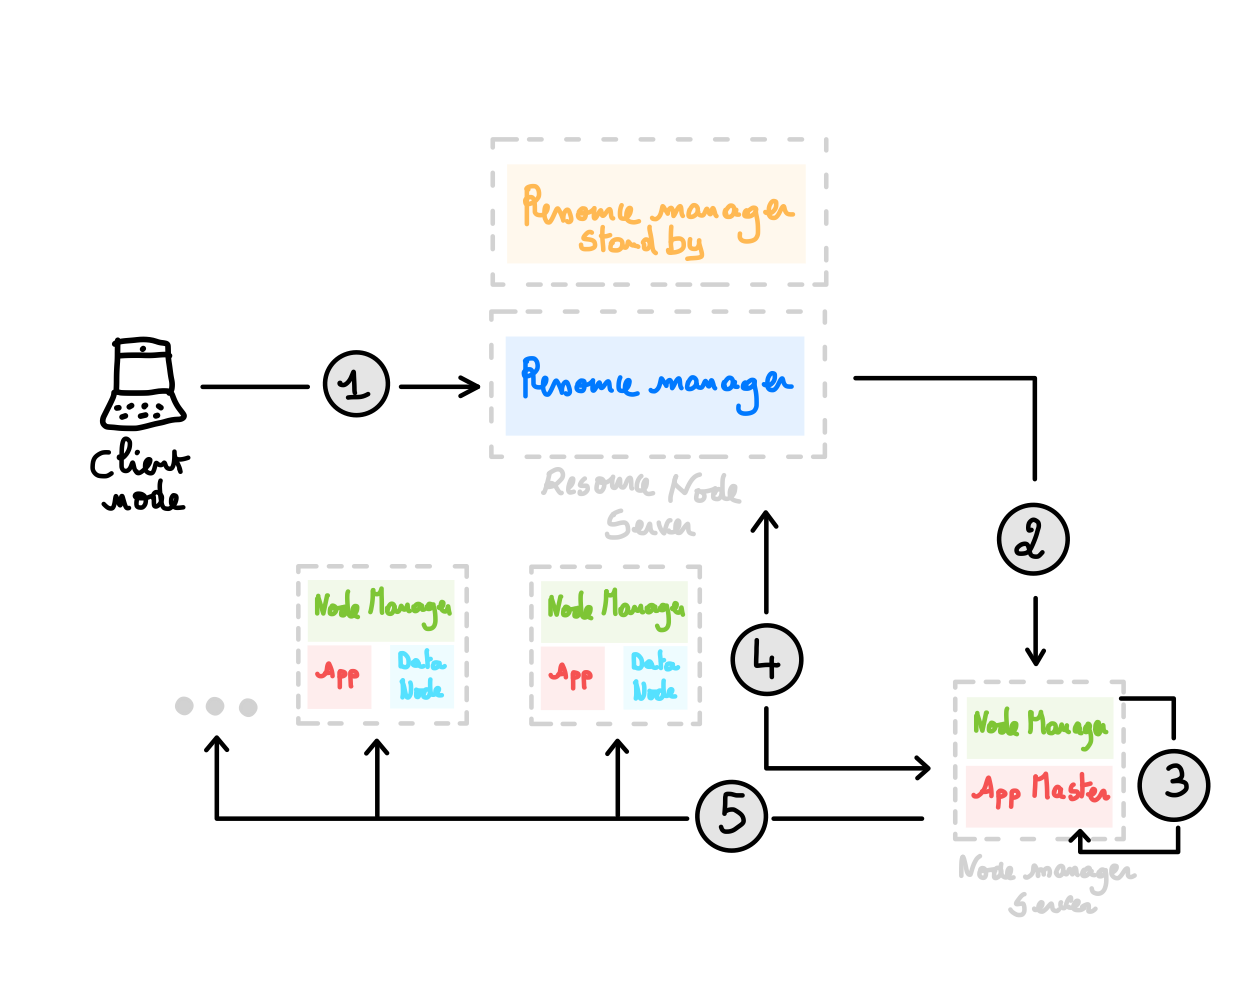 Resource manager
stand by
1
Resource manager
Client
node
Resource Node
Server
2
Node Manager
App
Data
Node
Node Manager
App
Data
Node
4
Node Manager
App Master
3
5
Node manager
Server